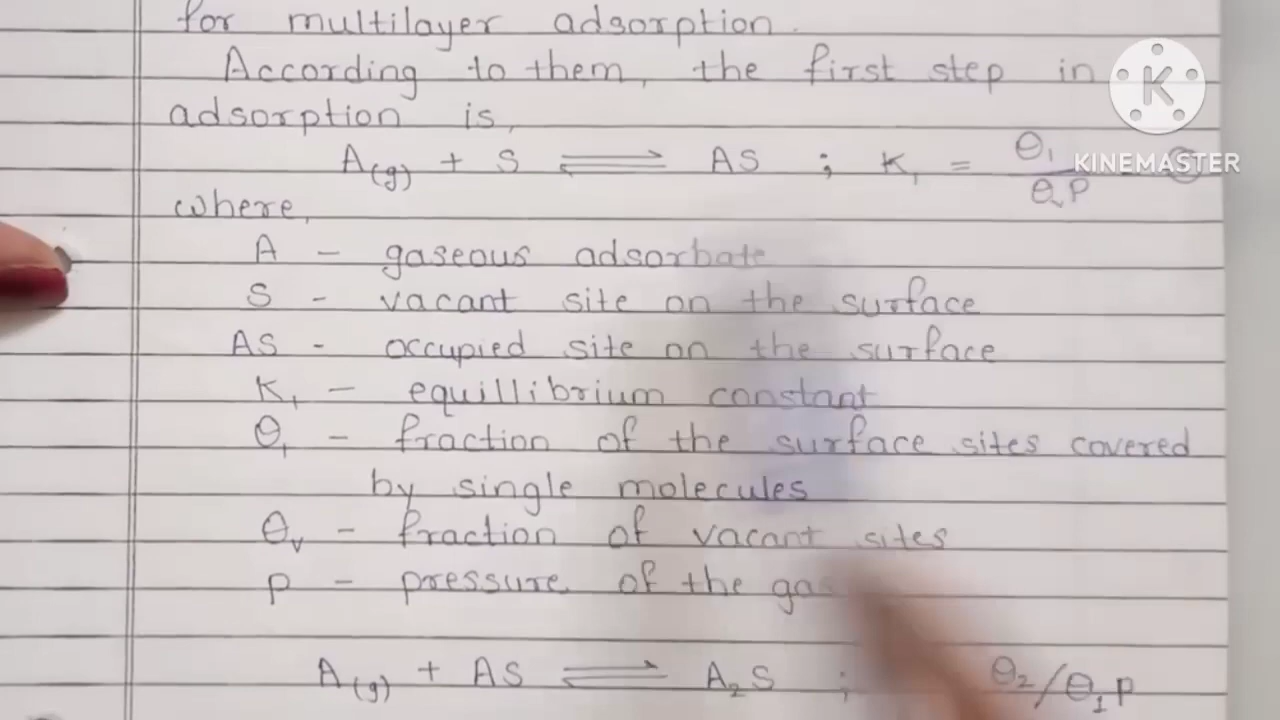 for multilayer adsorption.
According to them, the first step in
adsorption is,
A(g) + S ⇌ AS ; K₁ = θ₁/θᵥP
KINEMASTER
where,
A - gaseous adsorbate
S - vacant site on the surface
AS - occupied site on the surface
K₁ - equillibrium constant
θ₁ - fraction of the surface sites covered
by single molecules
θᵥ - fraction of vacant sites
P - pressure of the gas
A(g) + AS ⇌ A₂S ; θ₂/θ₁P